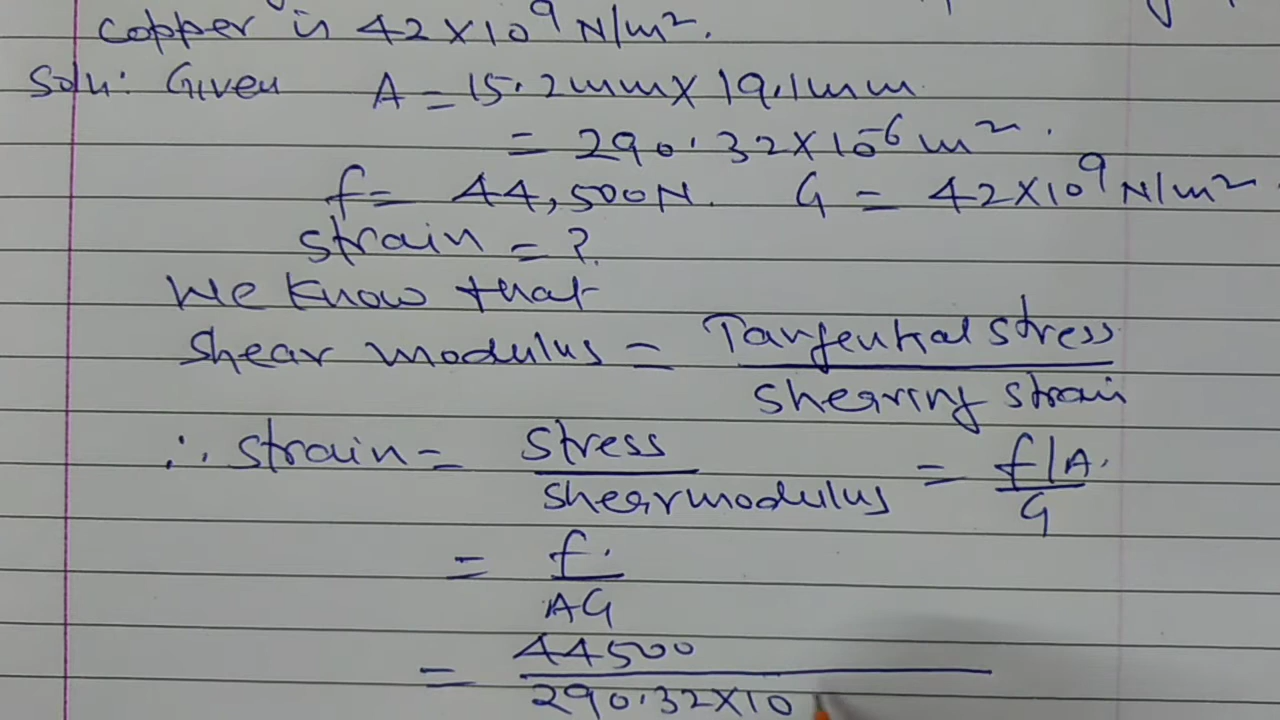 copper is 42×10⁹ N/m².
Soln: Given A = 15.2mm × 19.1mm
= 290.32×10⁻⁶ m².
f = 44,500N. G = 42×10⁹ N/m².
strain = ?
We know that
Shear modulus = Tangential stress / shearing strain
∴ strain = stress / shear modulus = f/A. / G
= f. / AG
= 44500 / 290.32×10